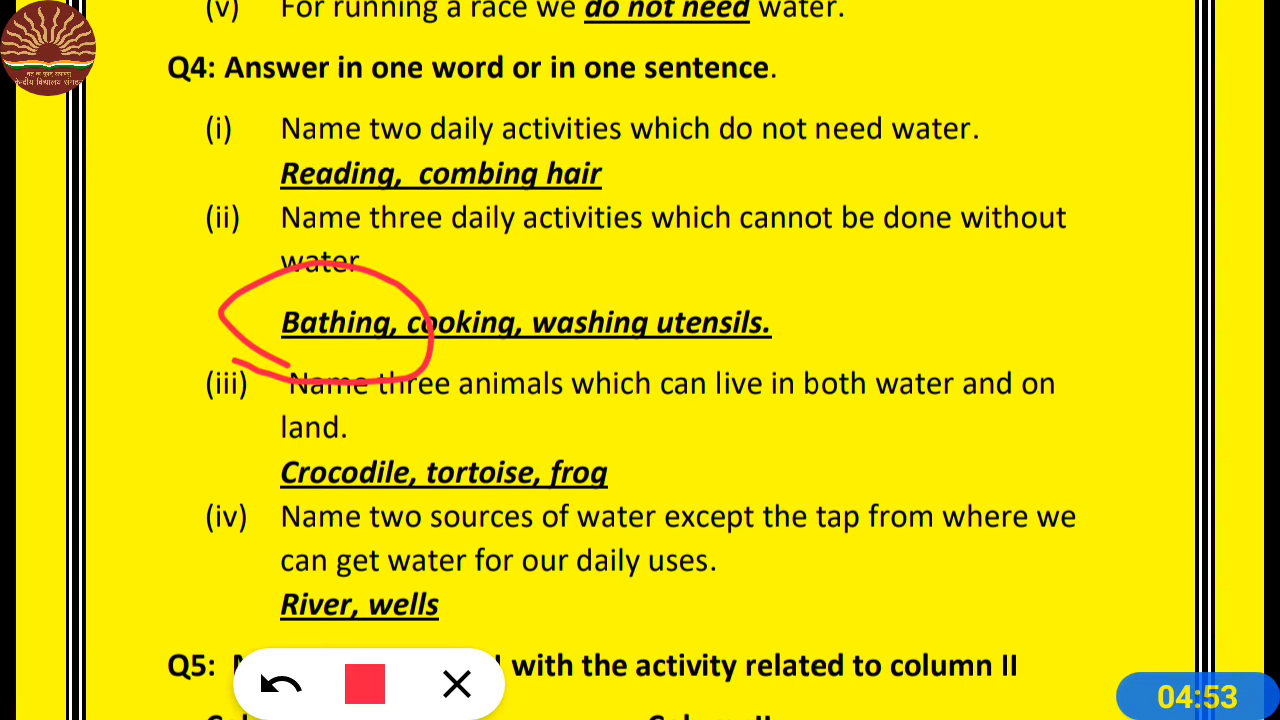 (v) For running a race we do not need water.
Q4: Answer in one word or in one sentence.
(i) Name two daily activities which do not need water.
Reading, combing hair
(ii) Name three daily activities which cannot be done without
water
Bathing, cooking, washing utensils.
(iii) Name three animals which can live in both water and on
land.
Crocodile, tortoise, frog
(iv) Name two sources of water except the tap from where we
can get water for our daily uses.
River, wells
Q5: with the activity related to column II
04:53